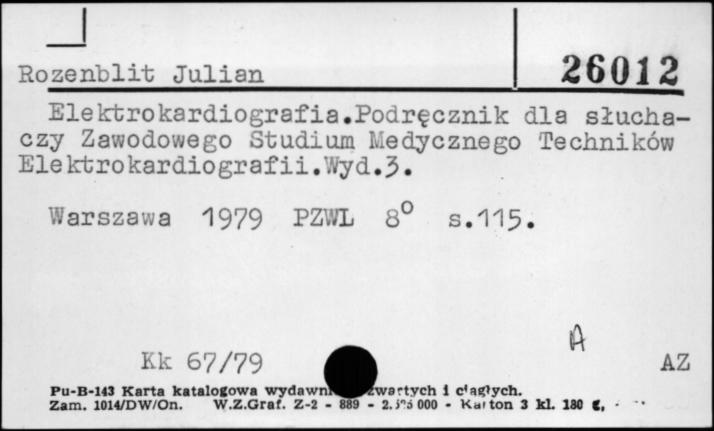 Rozenblit Julian 26012
Elektrokardiografia.Podręcznik dla słucha-
czy Zawodowego Studium Medycznego Techników
Elektrokardiografii.Wyd.3.
Warszawa 1979 PZWL 8° s.115.
A
Kk 67/79 AZ
Pu-B-143 Karta katalogowa wydawni zwartych i ciągłych.
Zam. 1014/DW/On. W.Z.Graf. Z-2 - 889 - 000 - Karton 3 kl. 180 g,